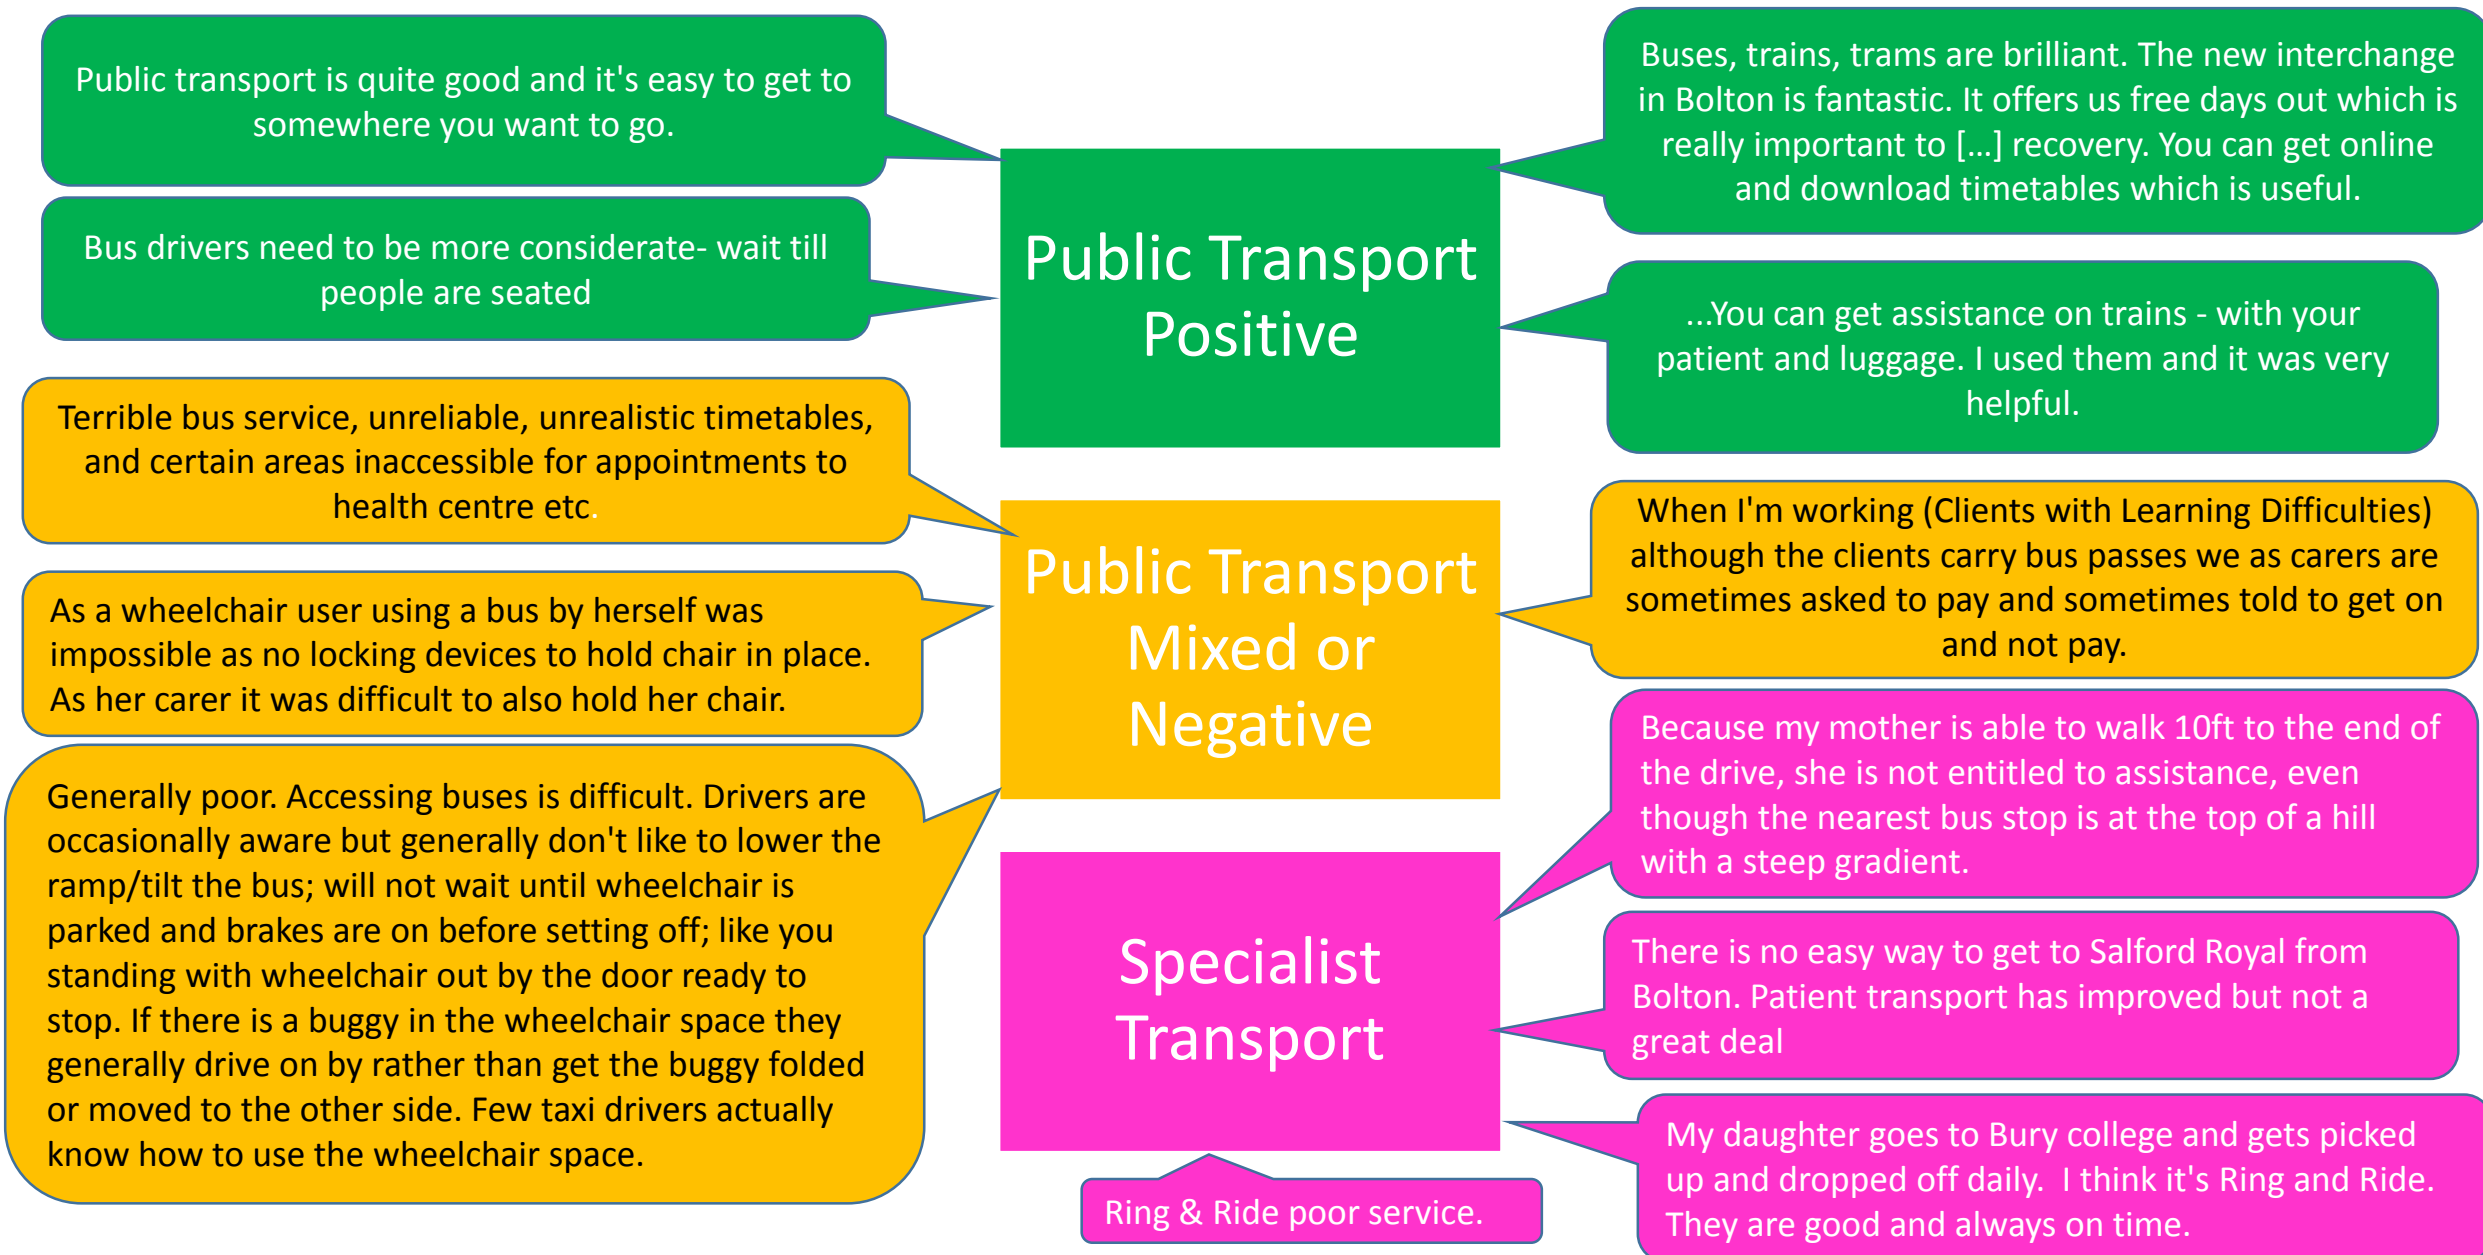 Public transport is quite good and it's easy to get to
somewhere you want to go.
Bus drivers need to be more considerate- wait till
people are seated
Terrible bus service, unreliable, unrealistic timetables,
and certain areas inaccessible for appointments to
health centre etc.
As a wheelchair user using a bus by herself was
impossible as no locking devices to hold chair in place.
As her carer it was difficult to also hold her chair.
Generally poor. Accessing buses is difficult. Drivers are
occasionally aware but generally don't like to lower the
ramp/tilt the bus; will not wait until wheelchair is
parked and brakes are on before setting off; like you
standing with wheelchair out by the door ready to
stop. If there is a buggy in the wheelchair space they
generally drive on by rather than get the buggy folded
or moved to the other side. Few taxi drivers actually
know how to use the wheelchair space.
Public Transport
Positive
Public Transport
Mixed or
Negative
Specialist
Transport
Ring & Ride poor service.
Buses, trains, trams are brilliant. The new interchange
in Bolton is fantastic. It offers us free days out which is
really important to [...] recovery. You can get online
and download timetables which is useful.
...You can get assistance on trains - with your
patient and luggage. I used them and it was very
helpful.
When I'm working (Clients with Learning Difficulties)
although the clients carry bus passes we as carers are
sometimes asked to pay and sometimes told to get on
and not pay.
Because my mother is able to walk 10ft to the end of
the drive, she is not entitled to assistance, even
though the nearest bus stop is at the top of a hill
with a steep gradient.
There is no easy way to get to Salford Royal from
Bolton. Patient transport has improved but not a
great deal
My daughter goes to Bury college and gets picked
up and dropped off daily.  I think it's Ring and Ride.
They are good and always on time.